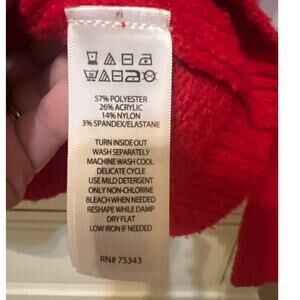 57% POLYESTER
26% ACRYLIC
14% NYLON
3% SPANDEX/ELASTANE
TURN INSIDE OUT
WASH SEPARATELY
MACHINE WASH COOL
DELICATE CYCLE
USE MILD DETERGENT
ONLY NON-CHLORINE
BLEACH WHEN NEEDED
RESHAPE WHILE DAMP
DRY FLAT
LOW IRON IF NEEDED
RN# 75343